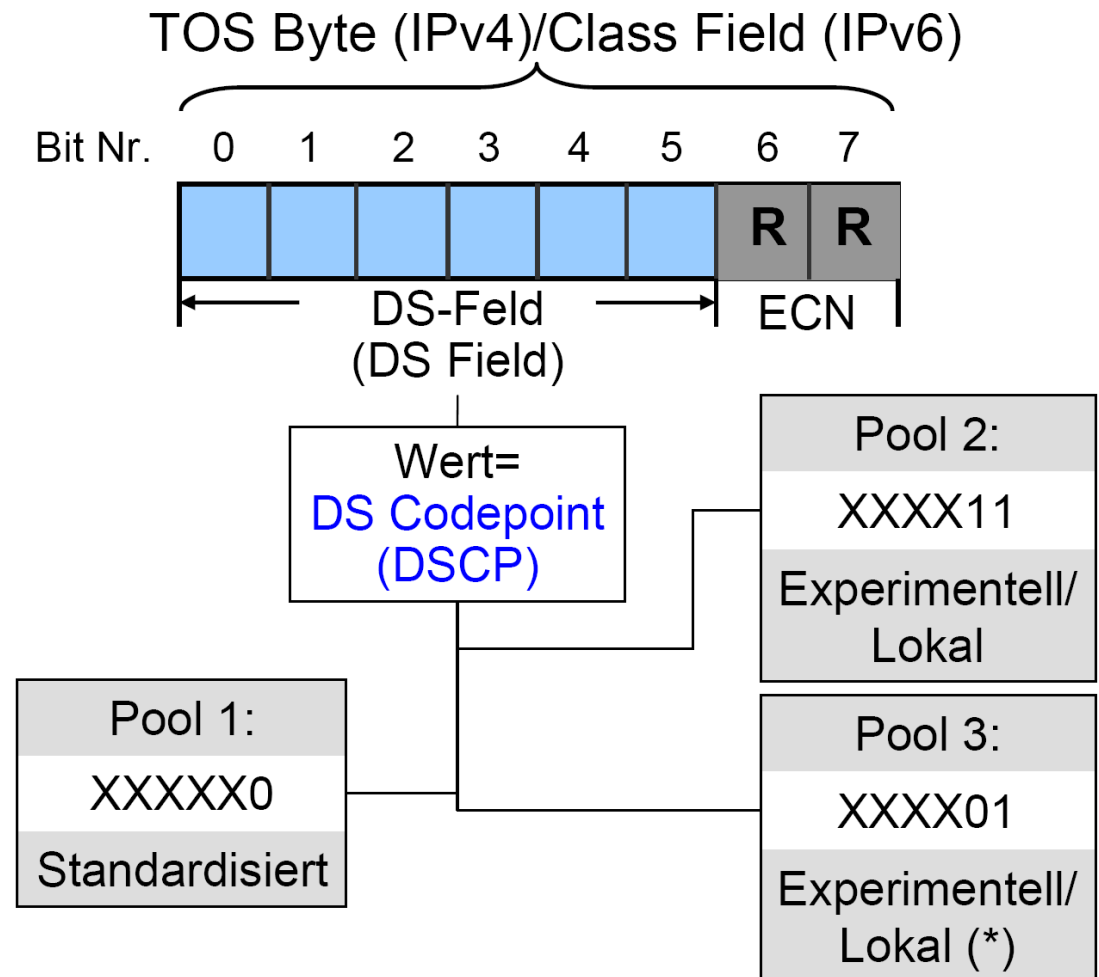 TOS Byte (IPv4)/Class Field (IPv6)
Bit Nr. 0 1 2 3 4 5 6 7
R R
DS-Feld
(DS Field)
ECN
Wert=
DS Codepoint
(DSCP)
Pool 2:
XXXX11
Experimentell/
Lokal
Pool 1:
XXXXX0
Standardisiert
Pool 3:
XXXX01
Experimentell/
Lokal (*)